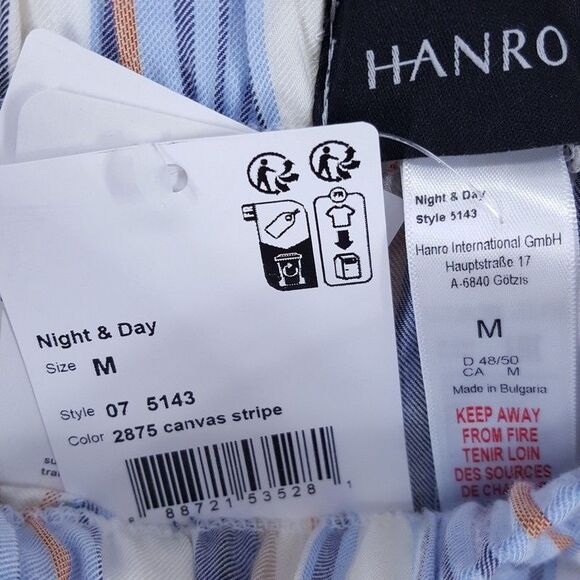 HANRO
FR
Night & Day
Size M
Style 07 5143
Color 2875 canvas stripe
88721 53528 1
Night & Day
Style 5143
Hanro International GmbH
Hauptstraße 17
A-6840 Götzis
M
D 48/50
CA M
Made in Bulgaria
KEEP AWAY
FROM FIRE
TENIR LOIN
DES SOURCES